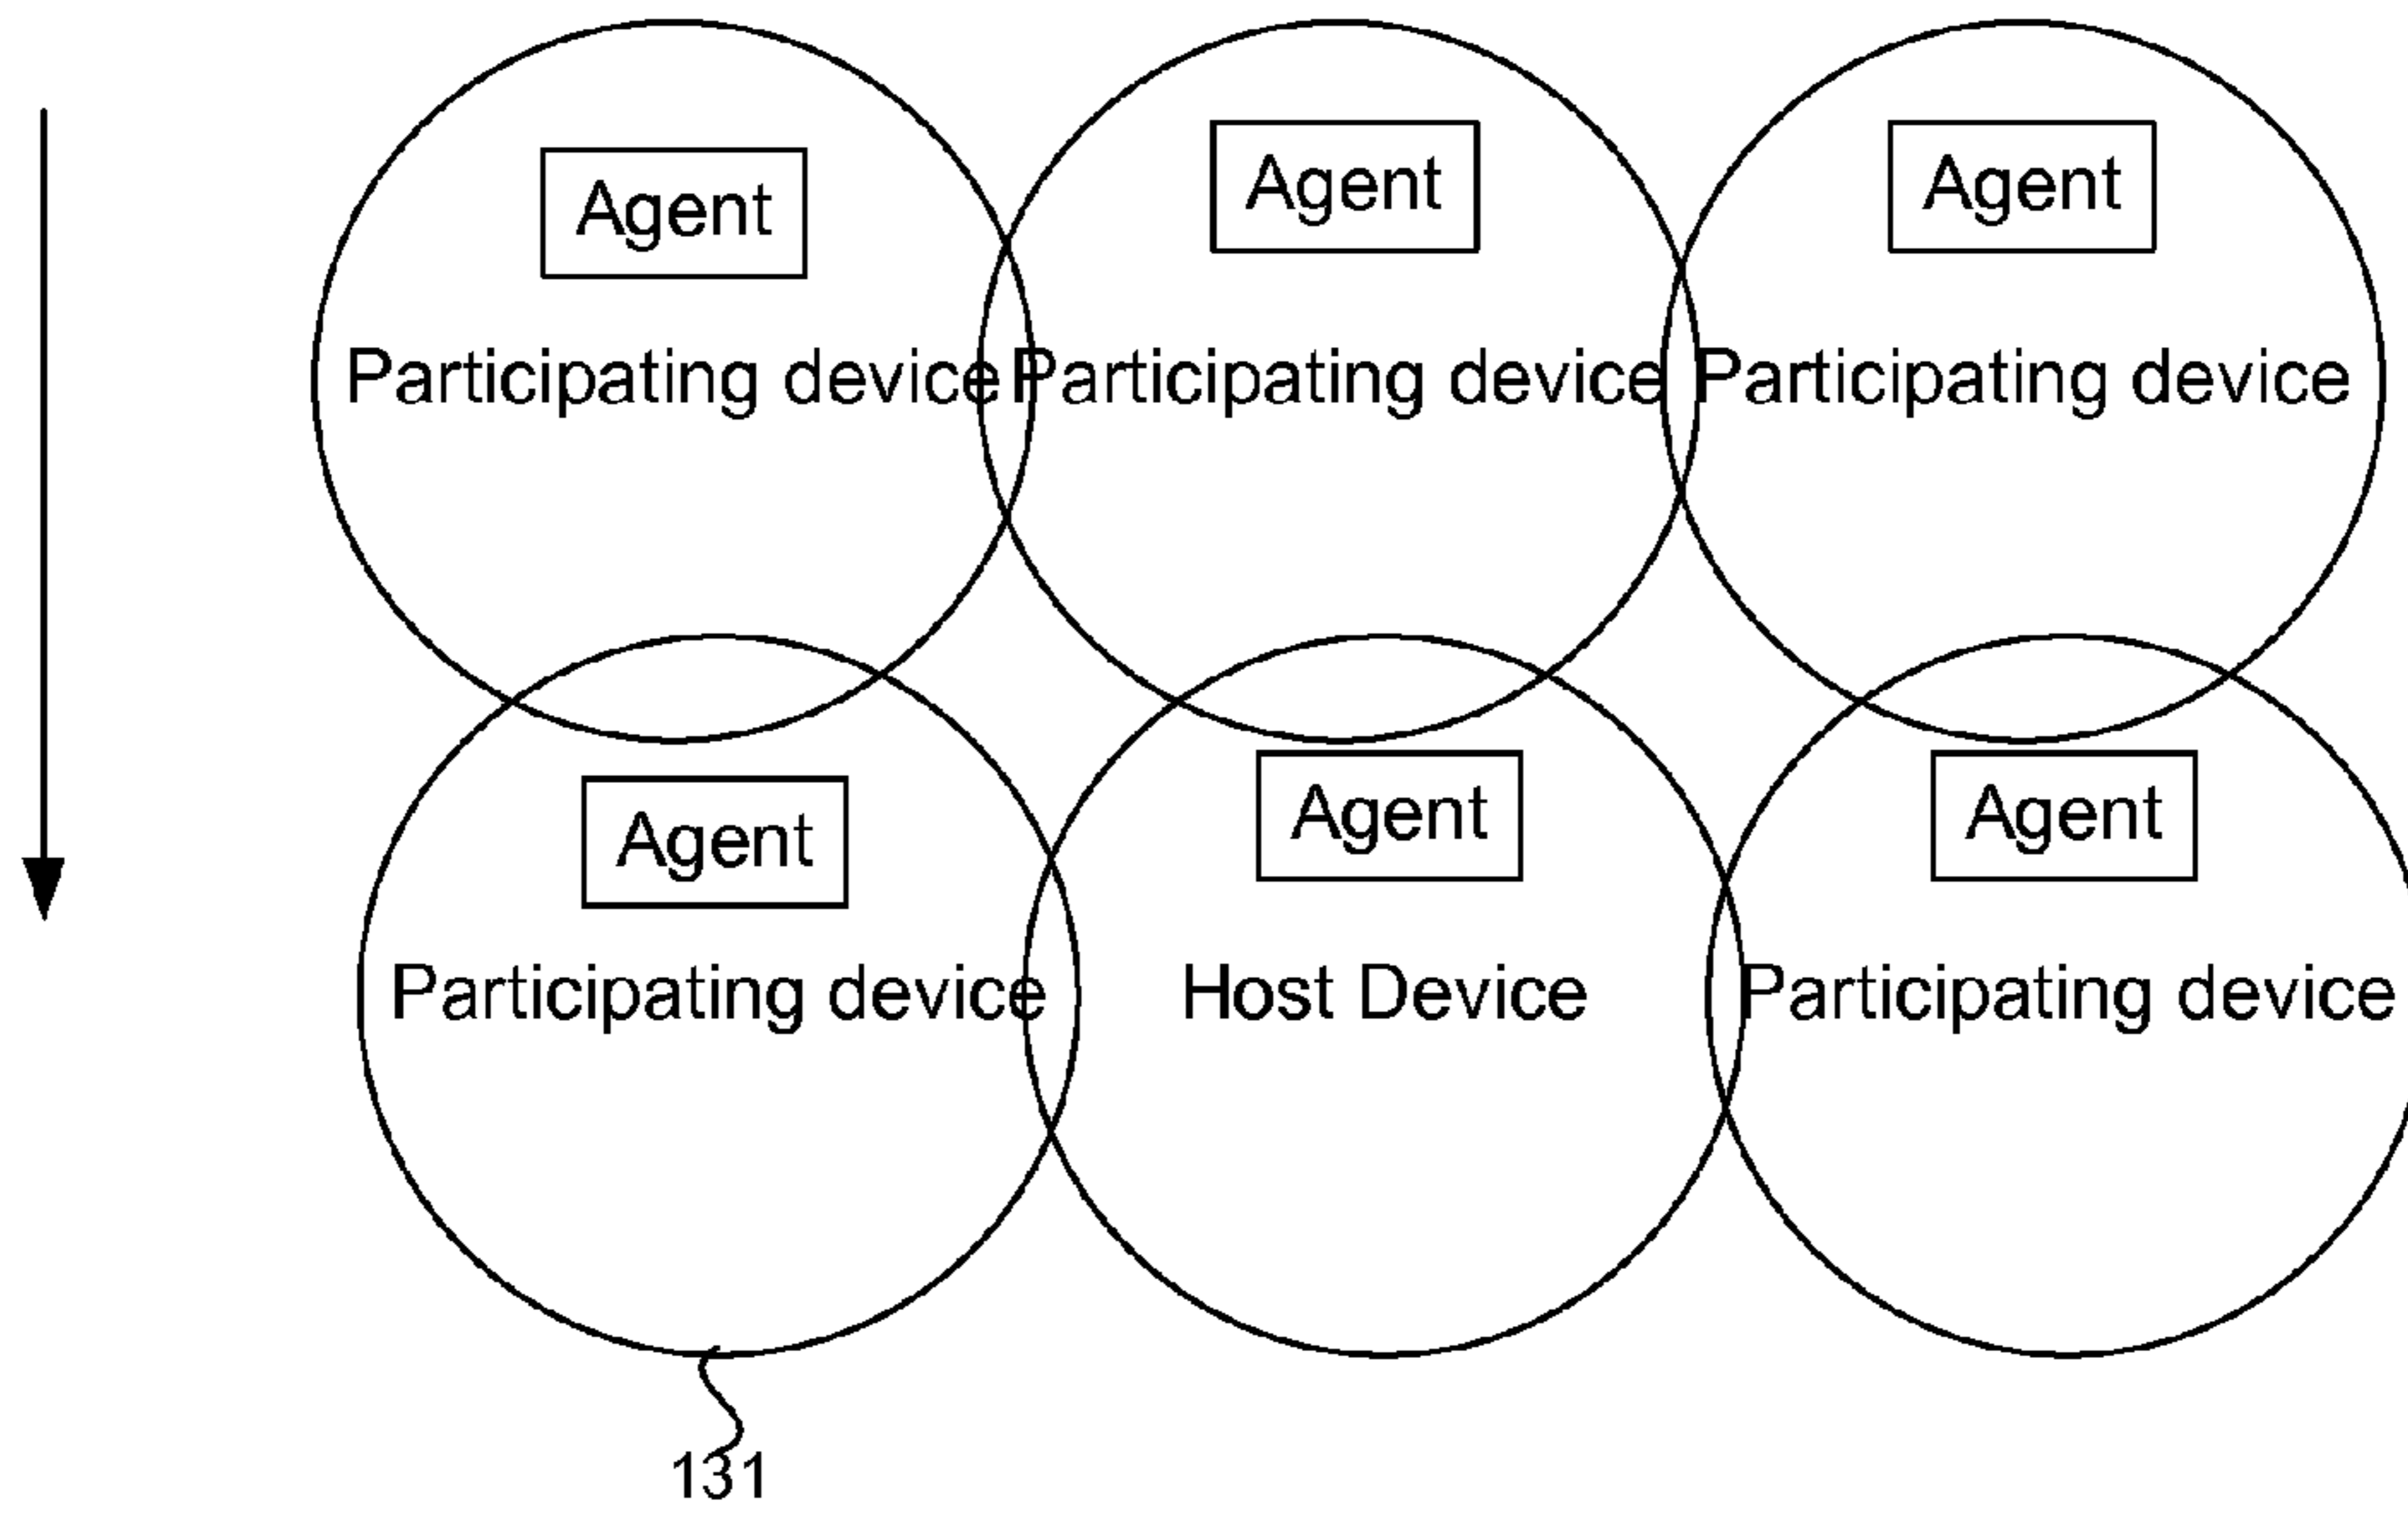 Agent Agent Agent
Participating device Participating device Participating device
Agent Agent Agent
Participating device Host Device Participating device
131